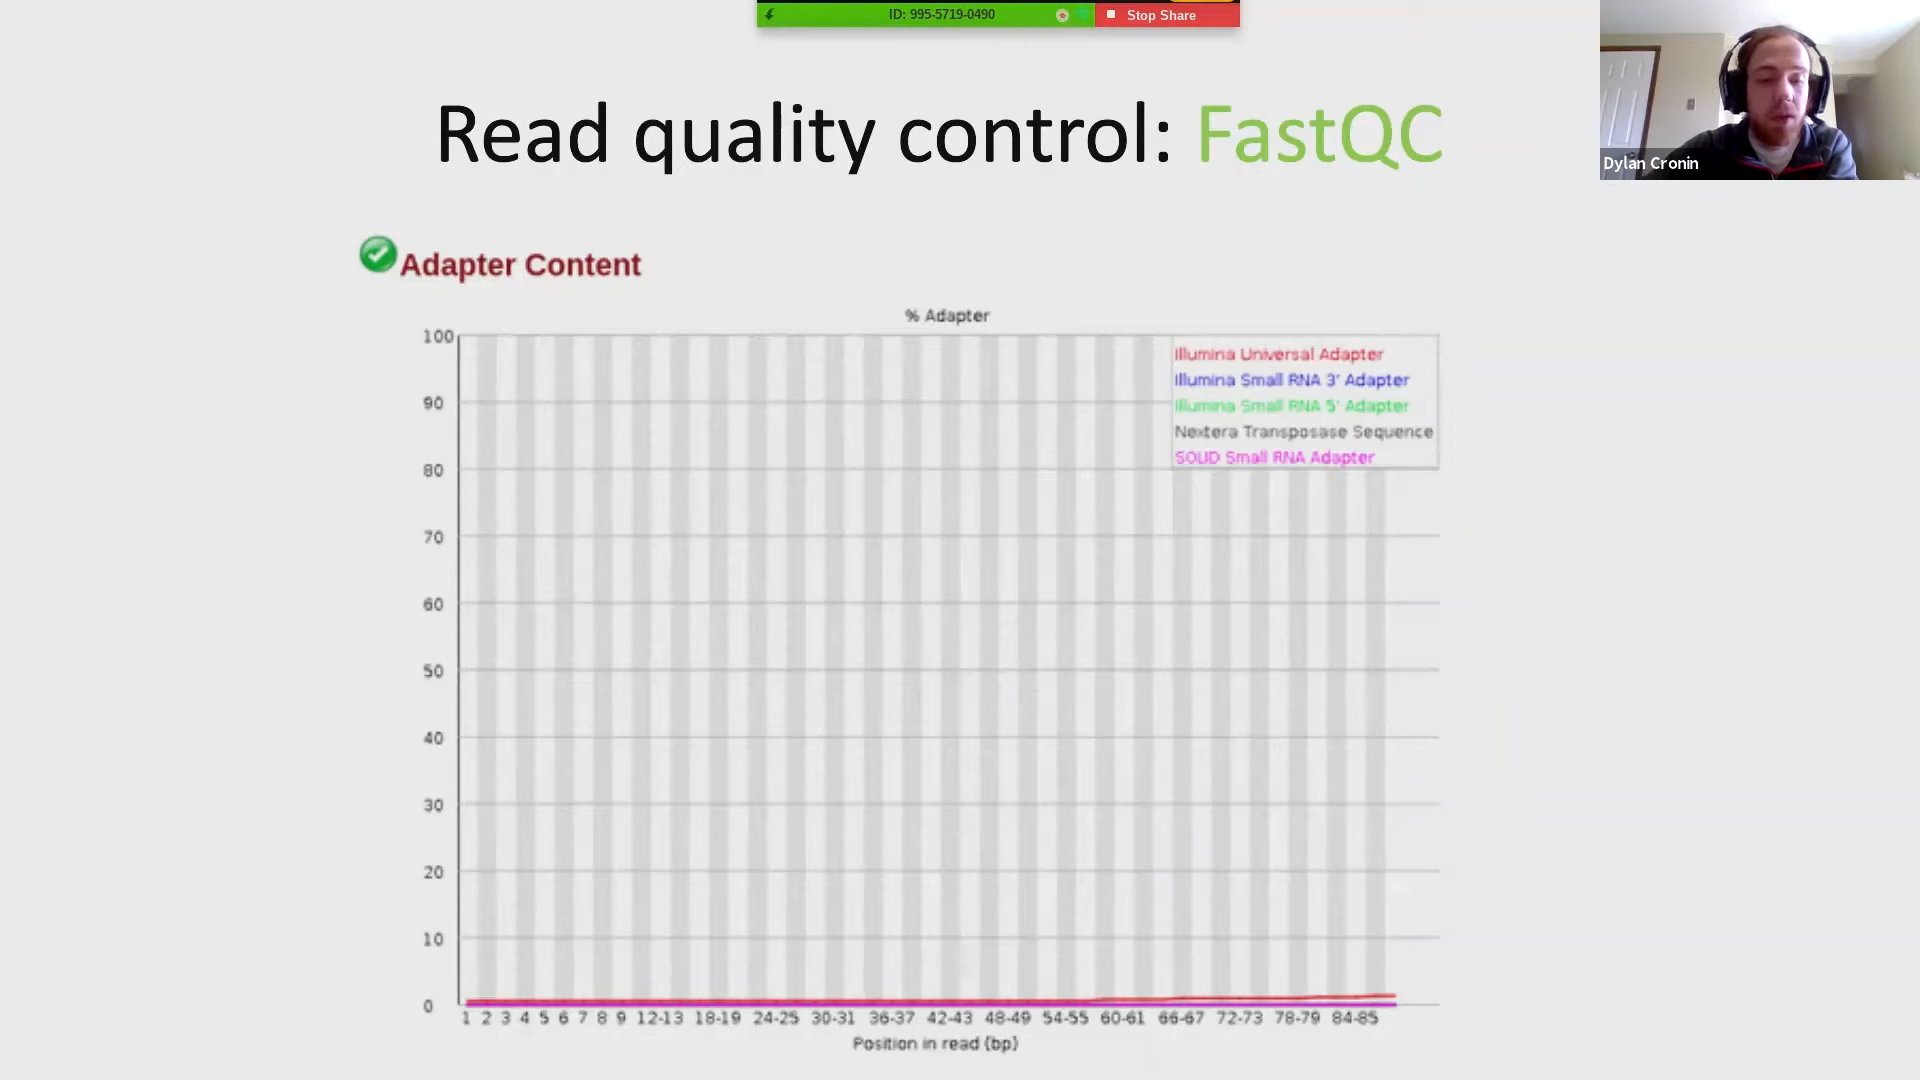 ID: 995-5719-0490
Stop Share
Read quality control: FastQC
Dylan Cronin
Adapter Content
% Adapter
100
90
80
70
60
50
40
30
20
10
0
Illumina Universal Adapter
Illumina Small RNA 3' Adapter
Illumina Small RNA 5' Adapter
Nextera Transposase Sequence
SOLID Small RNA Adapter
1 2 3 4 5 6 7 8 9 12-13 18-19 24-25 30-31 36-37 42-43 48-49 54-55 60-61 66-67 72-73 78-79 84-85
Position in read (bp)